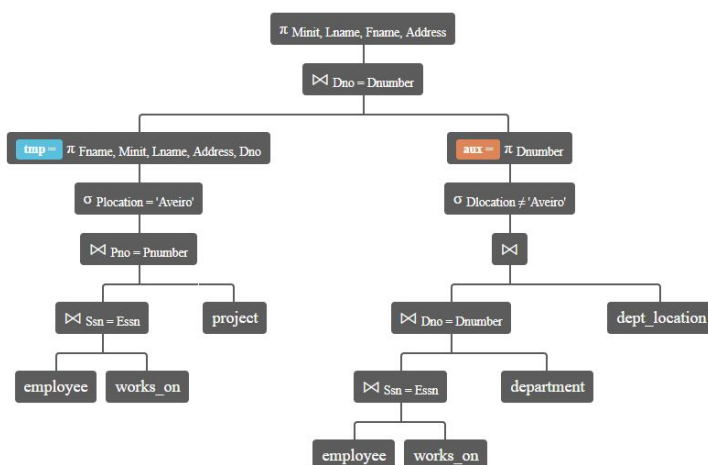 π Minit, Lname, Fname, Address
⋈ Dno = Dnumber
tmp = π Fname, Minit, Lname, Address, Dno
aux = π Dnumber
σ Plocation = 'Aveiro'
σ Dlocation ≠ 'Aveiro'
⋈ Pno = Pnumber
⋈
⋈ Ssn = Essn
project
⋈ Dno = Dnumber
dept_location
employee
works_on
⋈ Ssn = Essn
department
employee
works_on